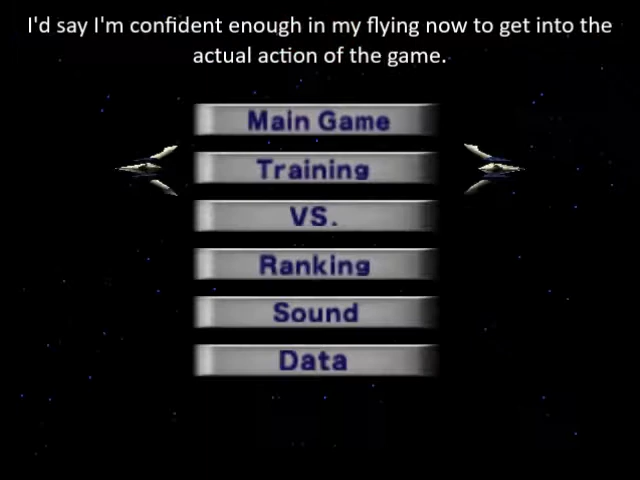 I'd say I'm confident enough in my flying now to get into the
actual action of the game.
Main Game
Training
VS.
Ranking
Sound
Data